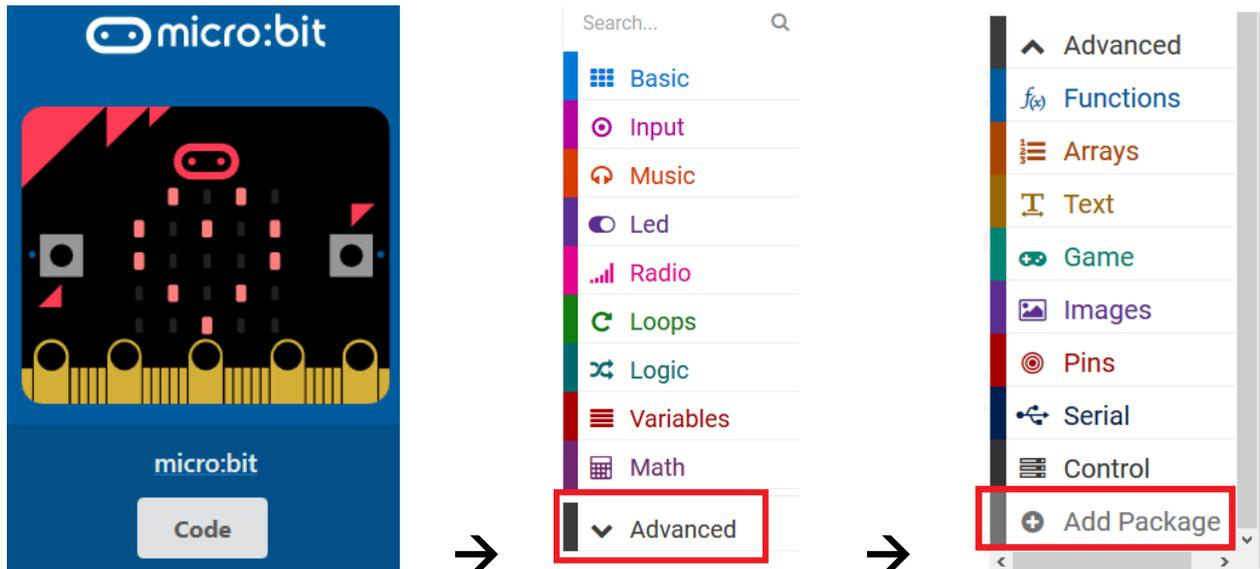 micro:bit
micro:bit
Code
Search...
Basic
Input
Music
Led
Radio
Loops
Logic
Variables
Math
Advanced
Advanced
f(x) Functions
Arrays
Text
Game
Images
Pins
Serial
Control
Add Package